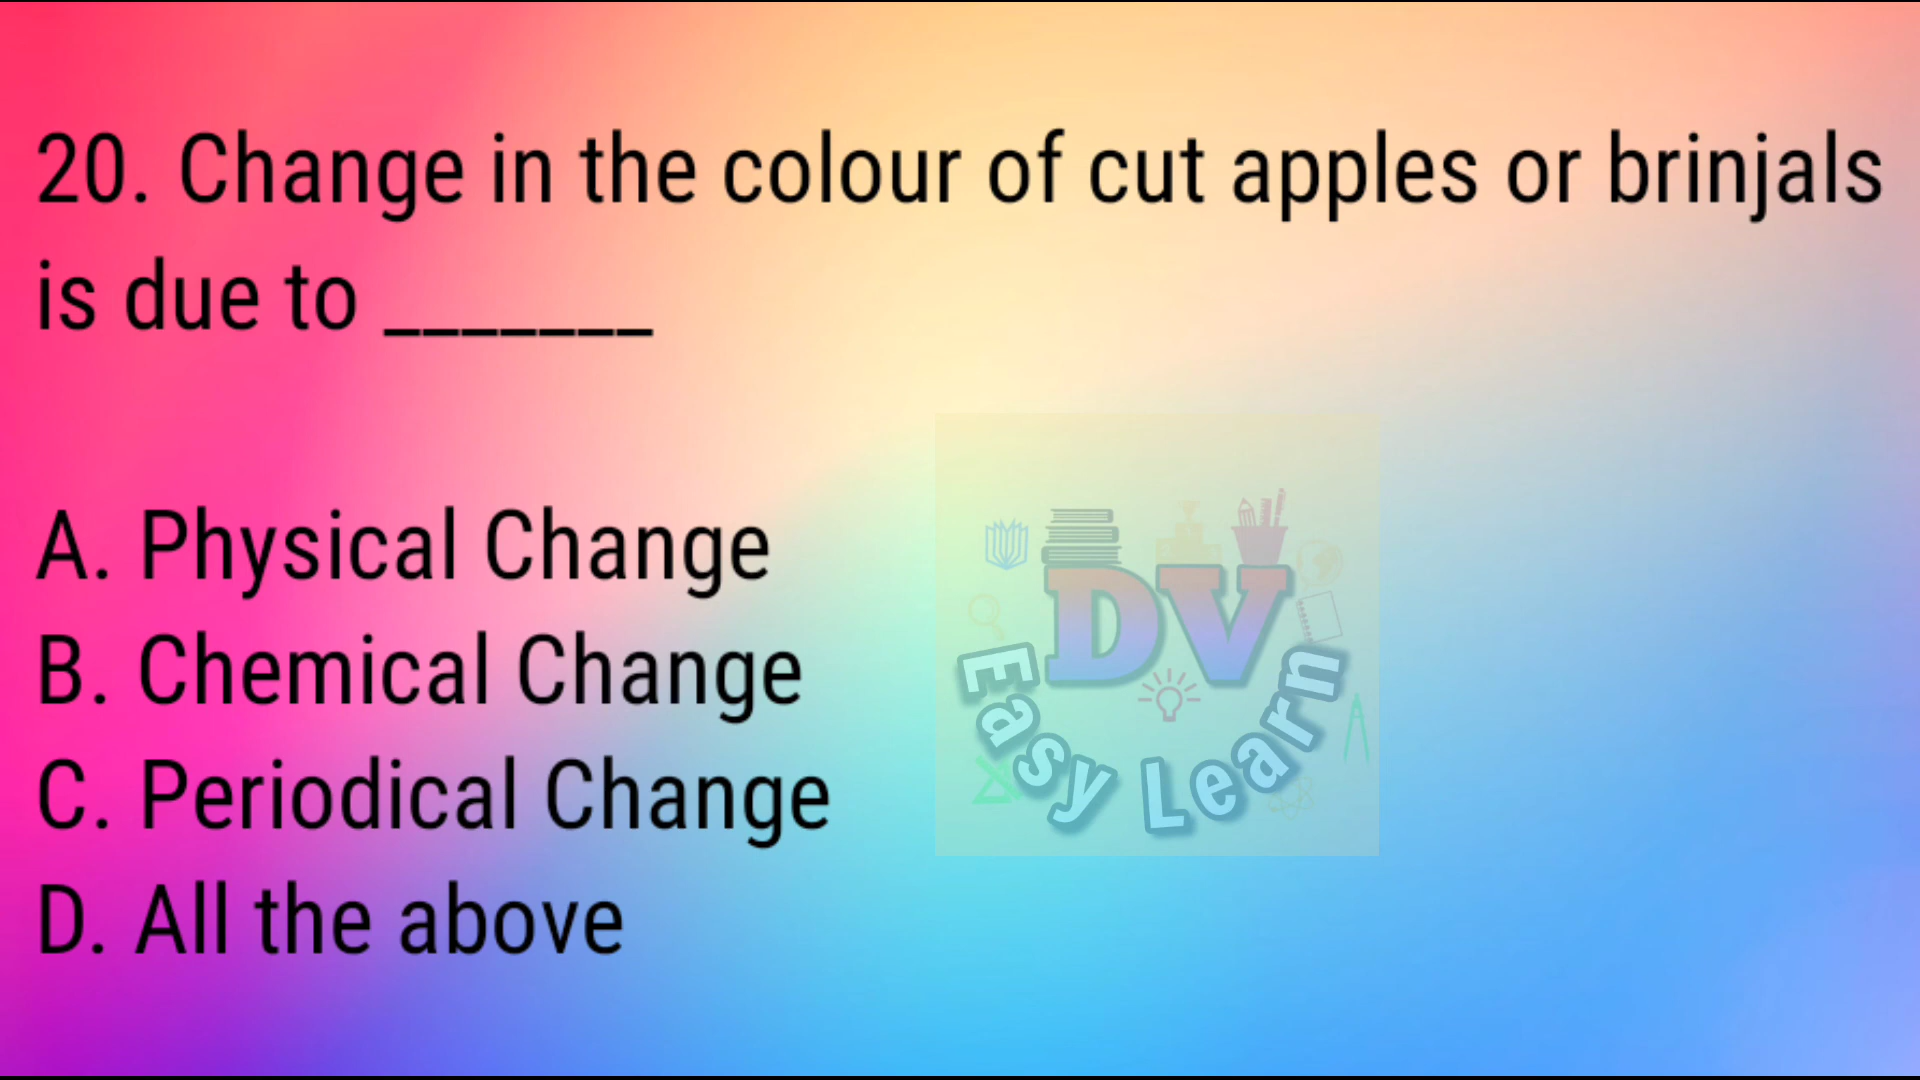 20. Change in the colour of cut apples or brinjals
is due to _______
A. Physical Change
B. Chemical Change
C. Periodical Change
D. All the above
DV
Easy Learn